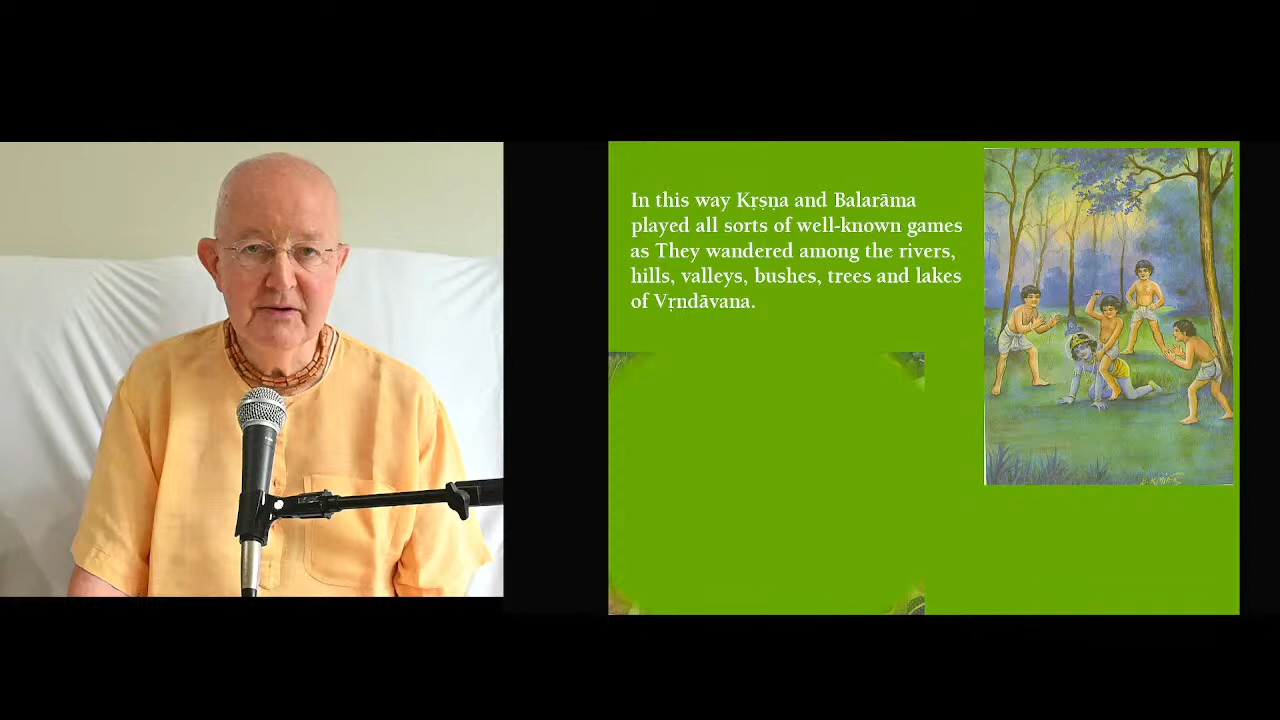 In this way Kṛṣṇa and Balarāma
played all sorts of well-known games
as They wandered among the rivers,
hills, valleys, bushes, trees and lakes
of Vṛndāvana.